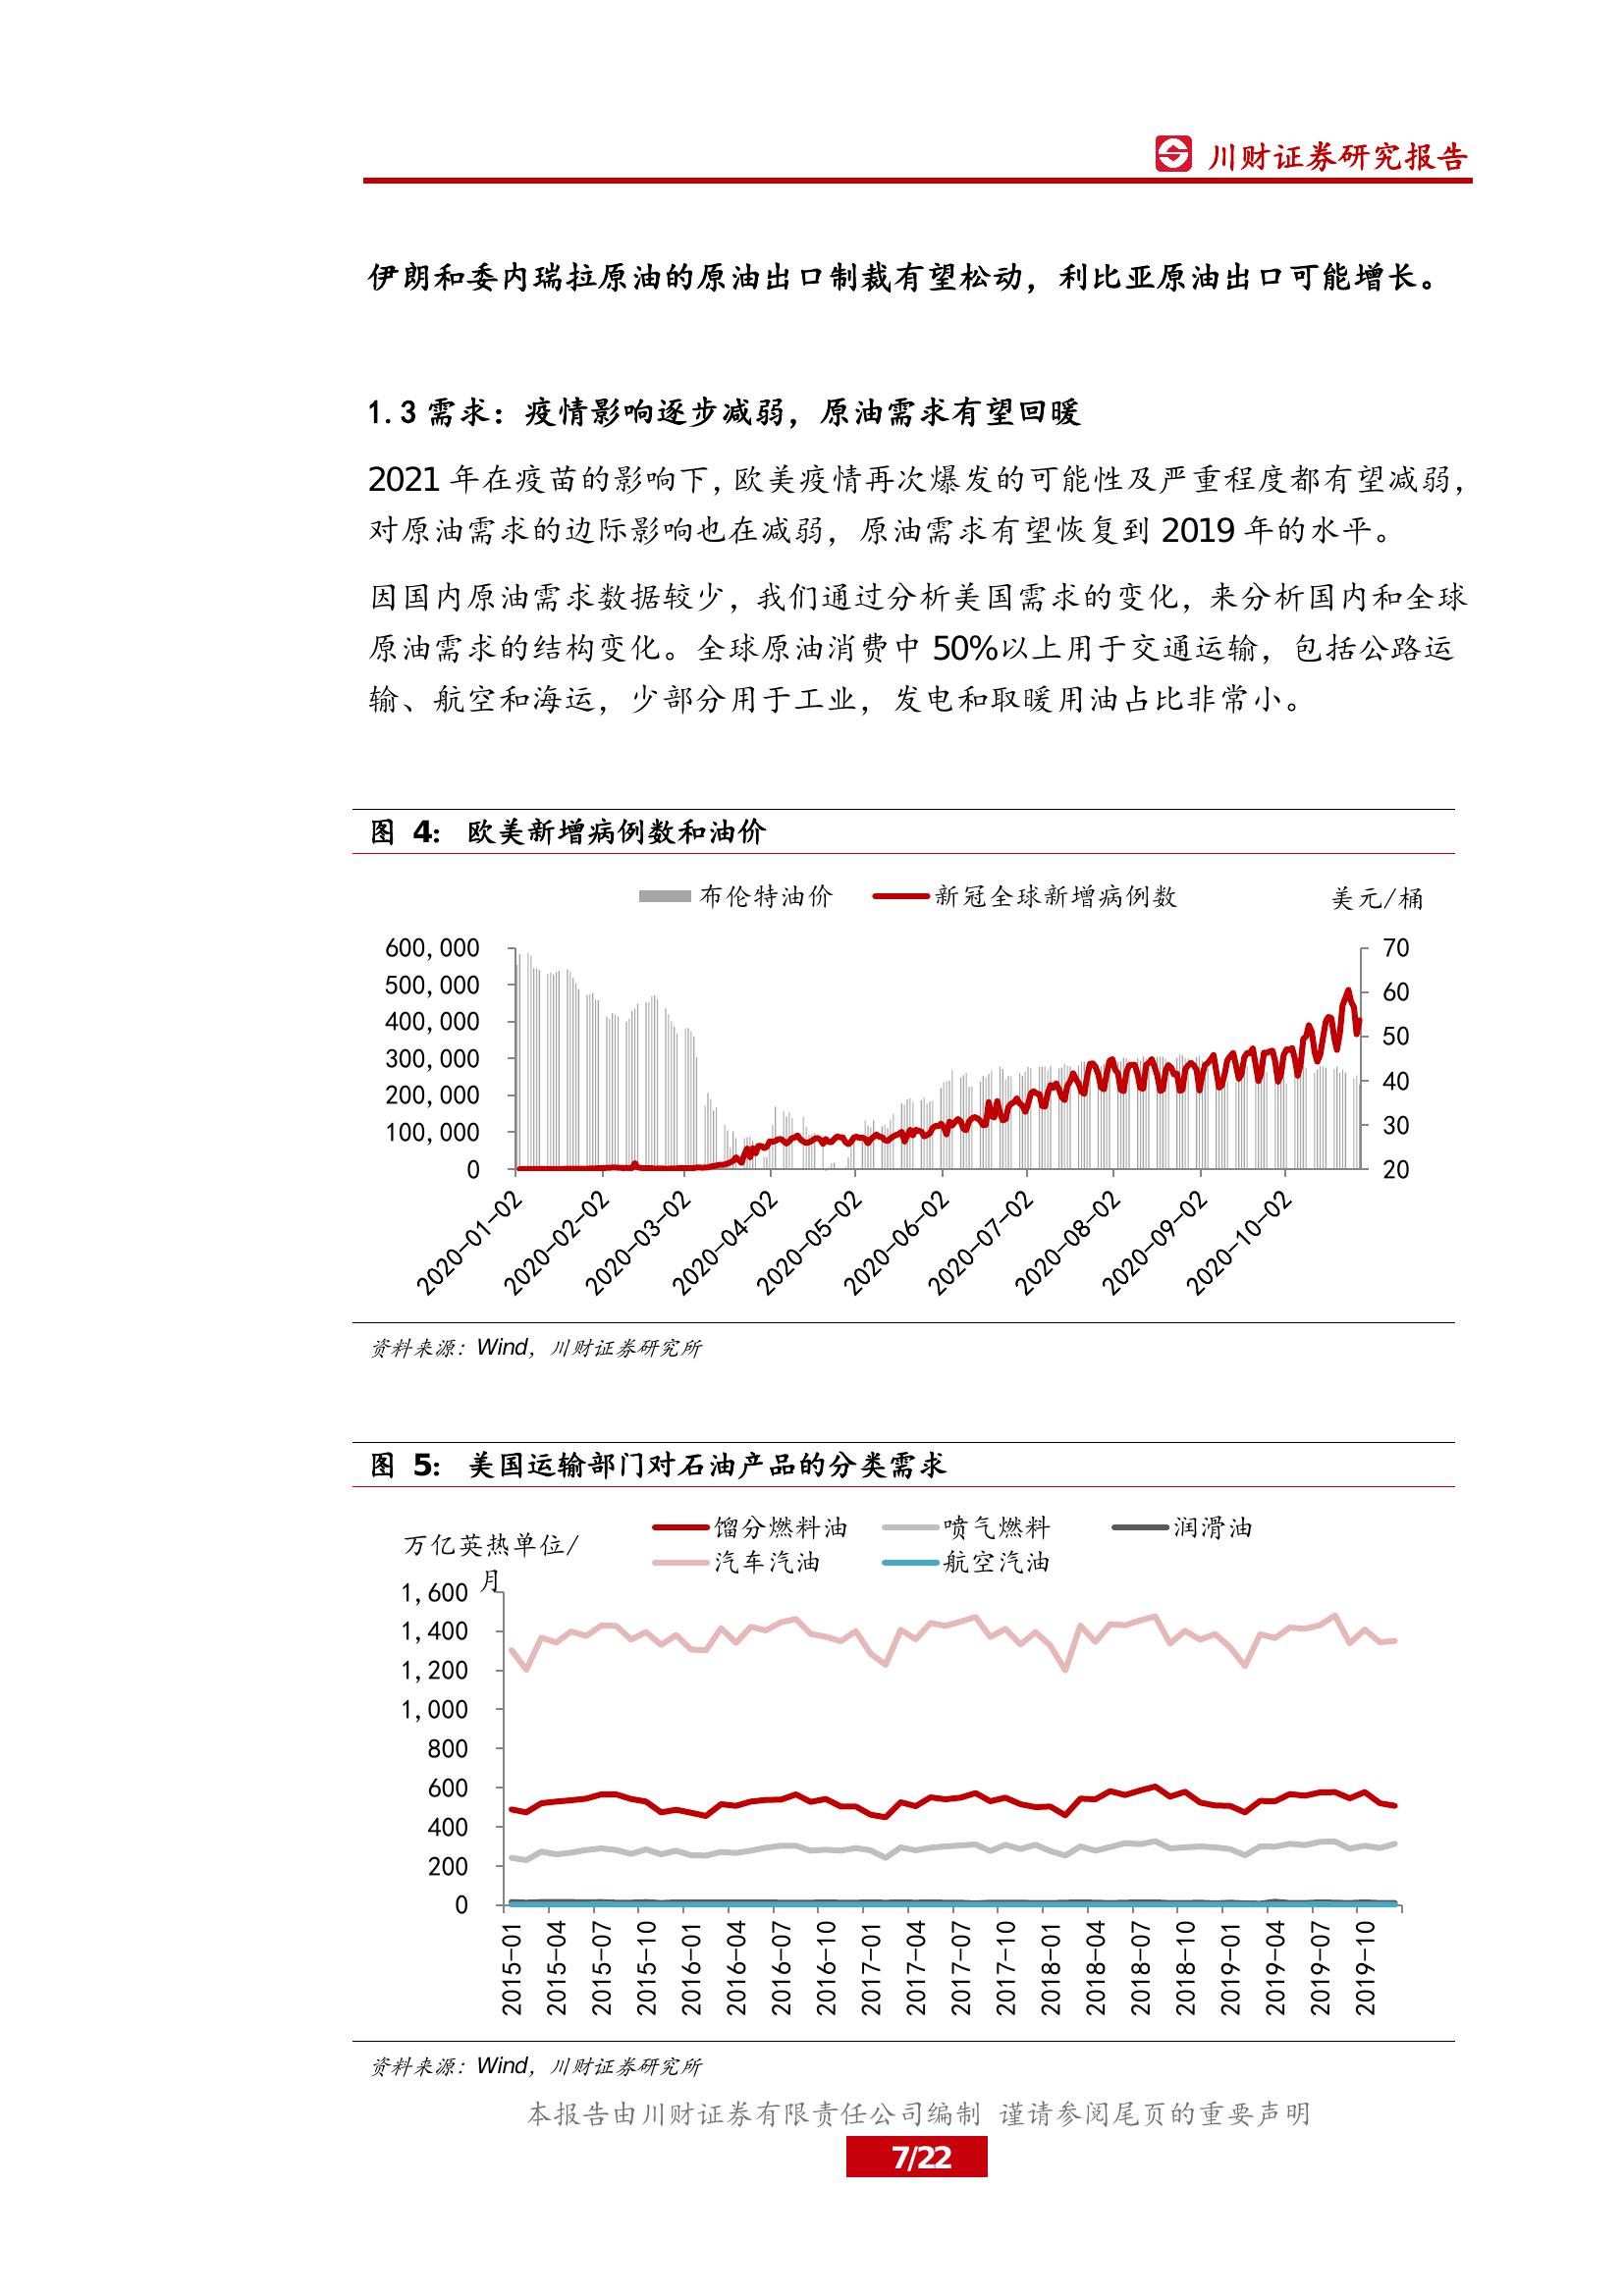 川财证券研究报告
伊朗和委内瑞拉原油的原油出口制裁有望松动，利比亚原油出口可能增长。
1.3 需求：疫情影响逐步减弱，原油需求有望回暖
2021 年在疫苗的影响下，欧美疫情再次爆发的可能性及严重程度都有望减弱，
对原油需求的边际影响也在减弱，原油需求有望恢复到 2019 年的水平。
因国内原油需求数据较少，我们通过分析美国需求的变化，来分析国内和全球
原油需求的结构变化。全球原油消费中 50%以上用于交通运输，包括公路运
输、航空和海运，少部分用于工业，发电和取暖用油占比非常小。
图 4： 欧美新增病例数和油价
布伦特油价 新冠全球新增病例数 美元/桶
600,000 70
500,000 60
400,000 50
300,000 40
200,000 30
100,000 20
0
2020-01-02 2020-02-02 2020-03-02 2020-04-02 2020-05-02 2020-06-02 2020-07-02 2020-08-02 2020-09-02 2020-10-02
资料来源：Wind，川财证券研究所
图 5： 美国运输部门对石油产品的分类需求
馏分燃料油 喷气燃料 润滑油
万亿英热单位/
月
汽车汽油 航空汽油
1,600
1,400
1,200
1,000
800
600
400
200
0
2015-01 2015-04 2015-07 2015-10 2016-01 2016-04 2016-07 2016-10 2017-01 2017-04 2017-07 2017-10 2018-01 2018-04 2018-07 2018-10 2019-01 2019-04 2019-07 2019-10
资料来源：Wind，川财证券研究所
本报告由川财证券有限责任公司编制 谨请参阅尾页的重要声明
7/22